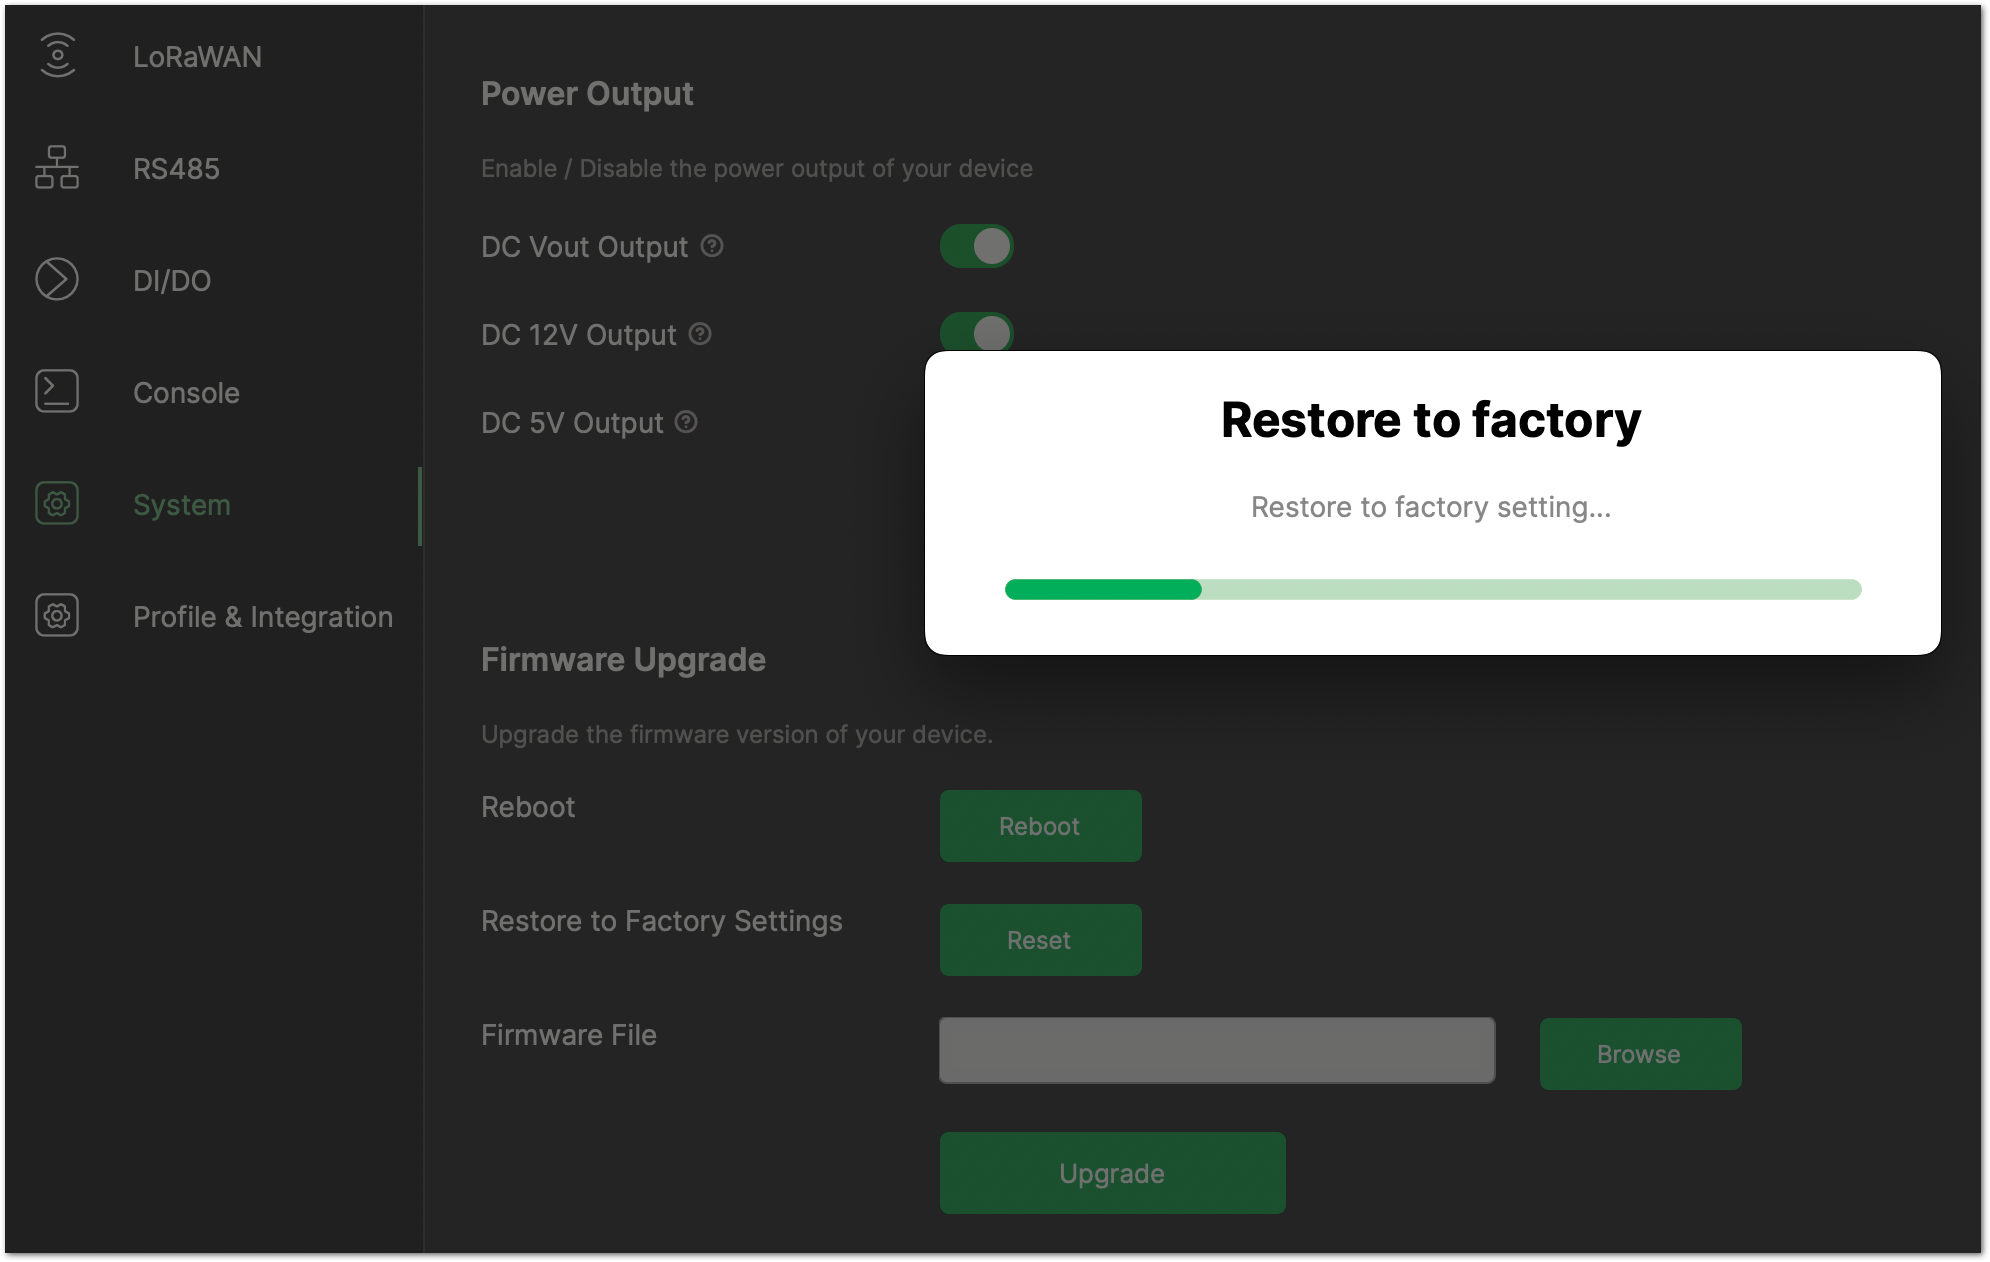 LoRaWAN
RS485
DI/DO
Console
System
Profile & Integration
Power Output
Enable / Disable the power output of your device
DC Vout Output
DC 12V Output
DC 5V Output
Restore to factory
Restore to factory setting...
Firmware Upgrade
Upgrade the firmware version of your device.
Reboot
Reboot
Restore to Factory Settings
Reset
Firmware File
Browse
Upgrade